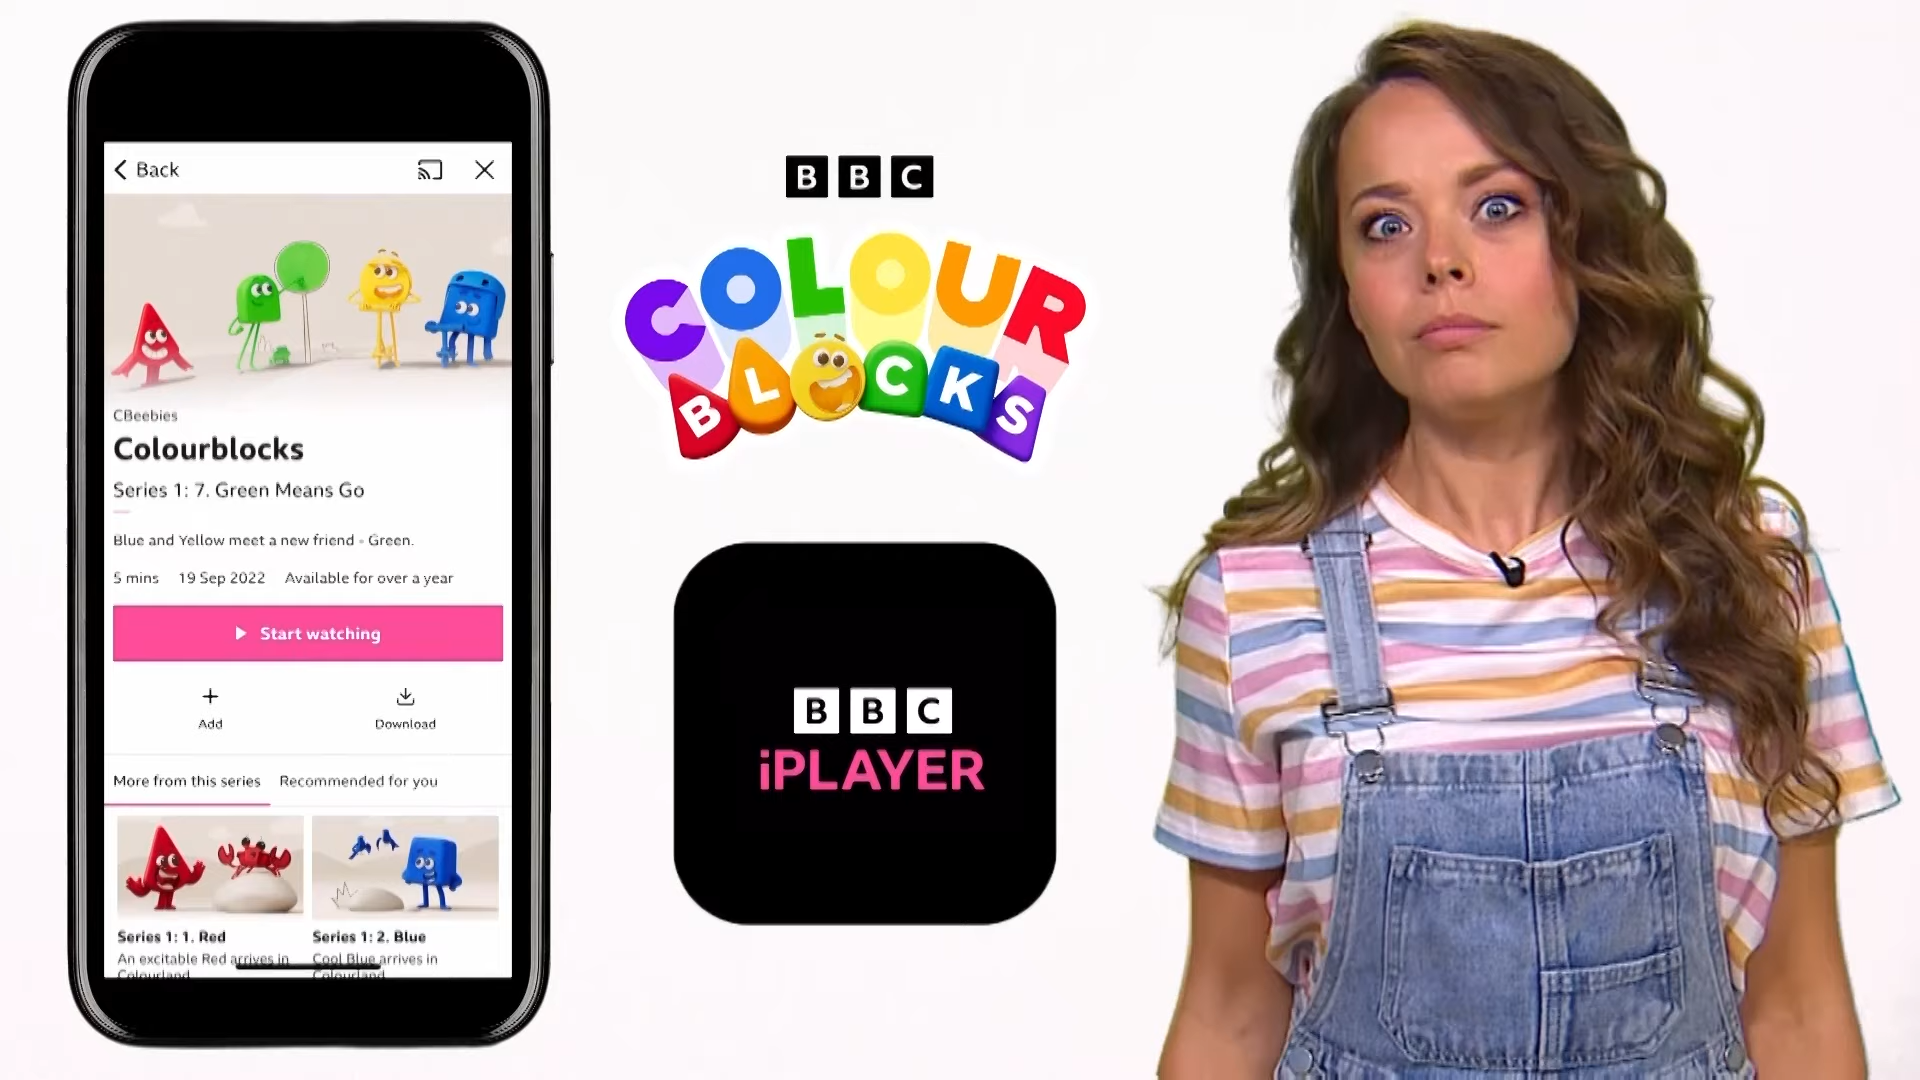 Back
CBeebies
Colourblocks
Series 1: 7. Green Means Go
Blue and Yellow meet a new friend - Green.
5 mins 19 Sep 2022 Available for over a year
Start watching
Add Download
More from this series Recommended for you
Series 1: 1. Red
An excitable Red arrives in
Colourland
Series 1: 2. Blue
Cool Blue arrives in
Colourland
BBC
COLOUR
BLOCKS
BBC
iPLAYER